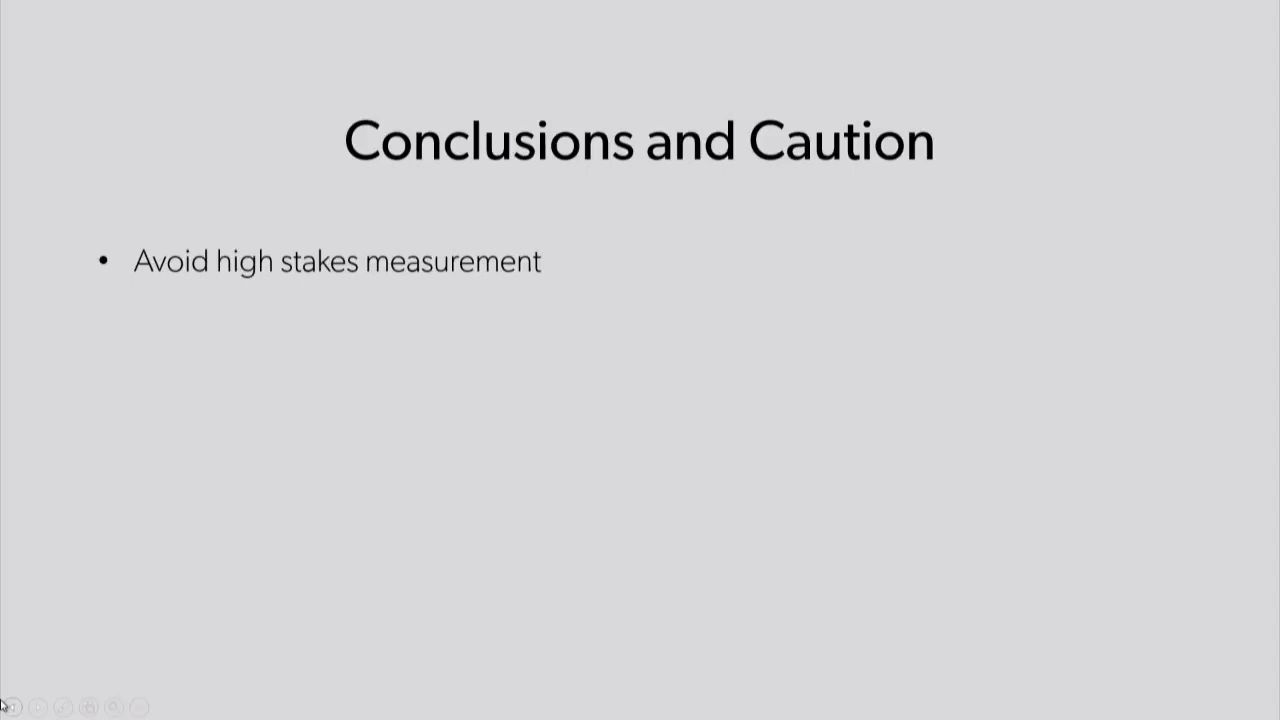 Conclusions and Caution
• Avoid high stakes measurement